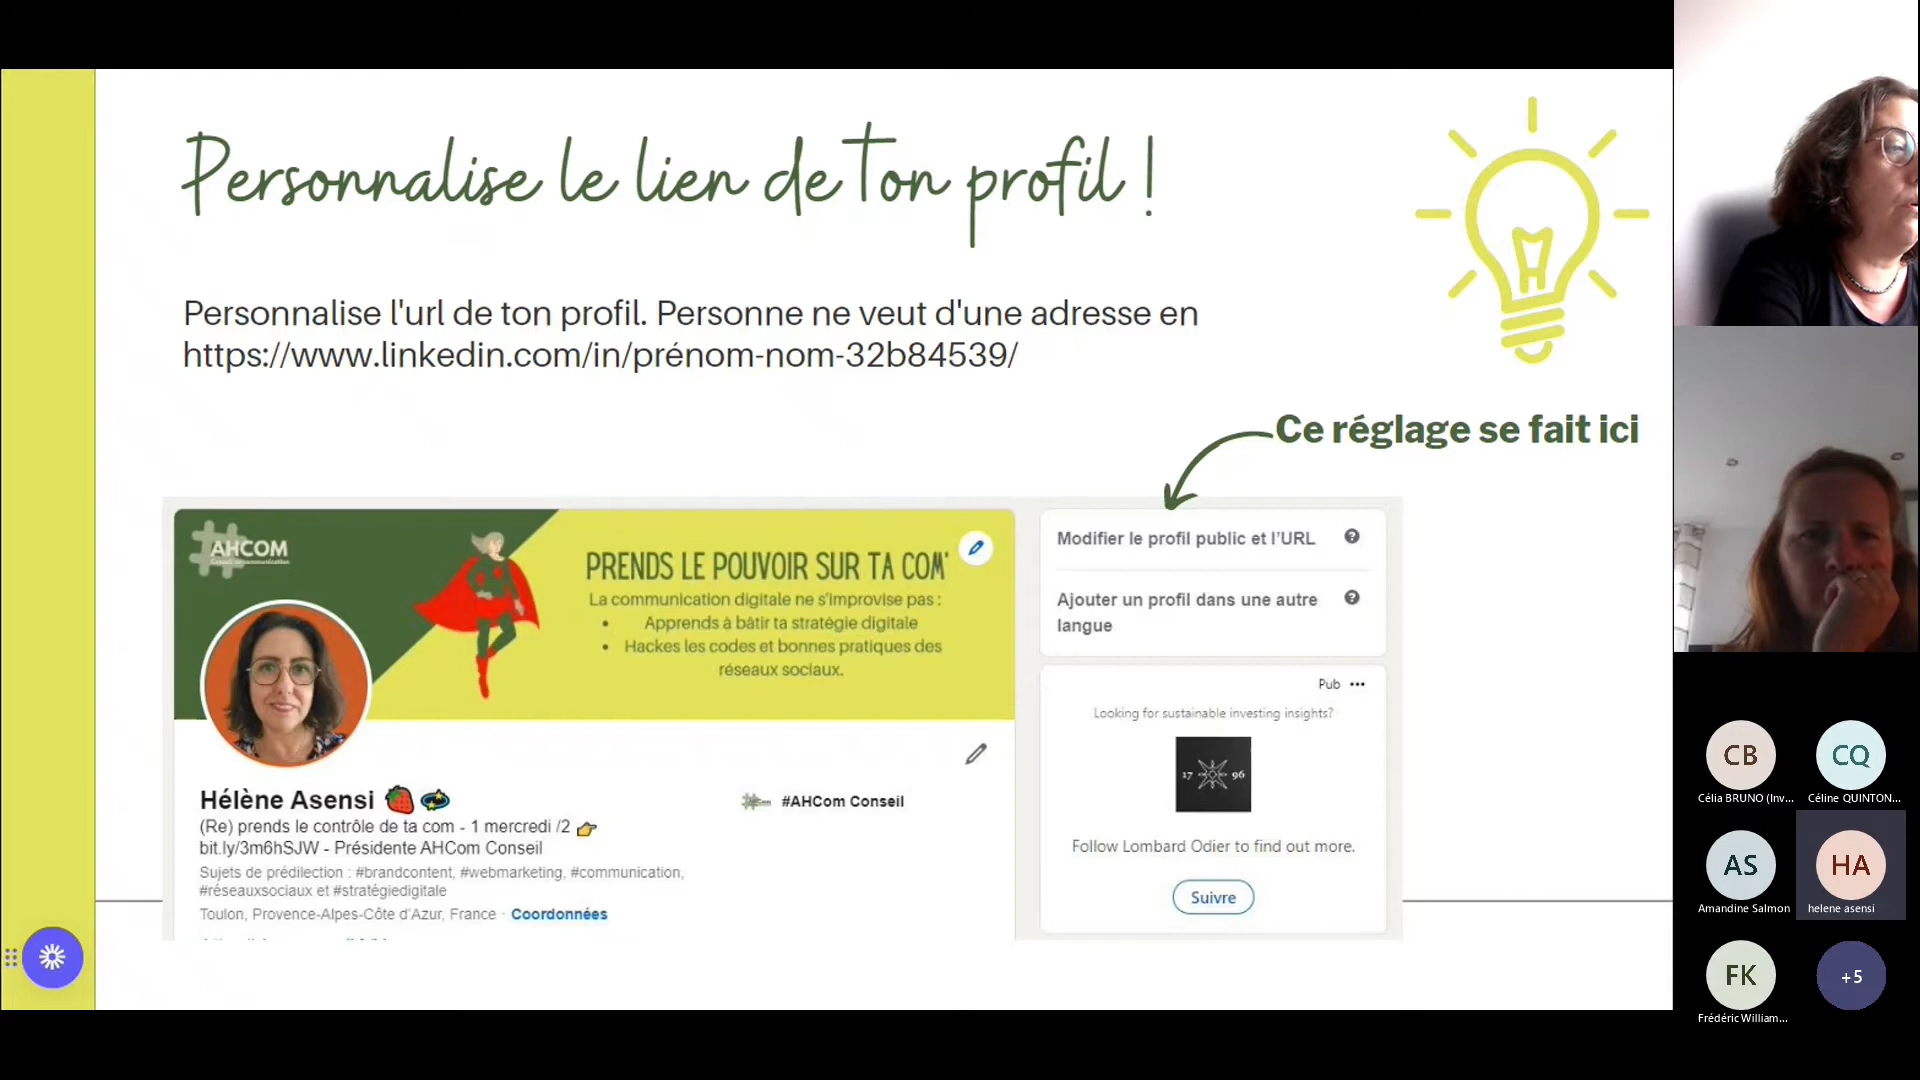 Personnalise le lien de ton profil !
Personnalise l'url de ton profil. Personne ne veut d'une adresse en
https://www.linkedin.com/in/prénom-nom-32b84539/
Ce réglage se fait ici
AHCOM
PRENDS LE POUVOIR SUR TA COM'
La communication digitale ne s'improvise pas :
• Apprends à bâtir ta stratégie digitale
• Hackes les codes et bonnes pratiques des
réseaux sociaux.
Hélène Asensi
#AHCom Conseil
(Re) prends le contrôle de ta com - 1 mercredi /2
bit.ly/3m6hSJW - Présidente AHCom Conseil
Sujets de prédilection : #brandcontent, #webmarketing, #communication,
#réseauxsociaux et #stratégiedigitale
Toulon, Provence-Alpes-Côte d'Azur, France · Coordonnées
Modifier le profil public et l'URL
Ajouter un profil dans une autre
langue
Pub
Looking for sustainable investing insights?
17 96
Follow Lombard Odier to find out more.
Suivre
CB
Célia BRUNO (Inv...
CQ
Céline QUINTON...
AS
Amandine Salmon
HA
helene asensi
FK
Frédéric William...
+5